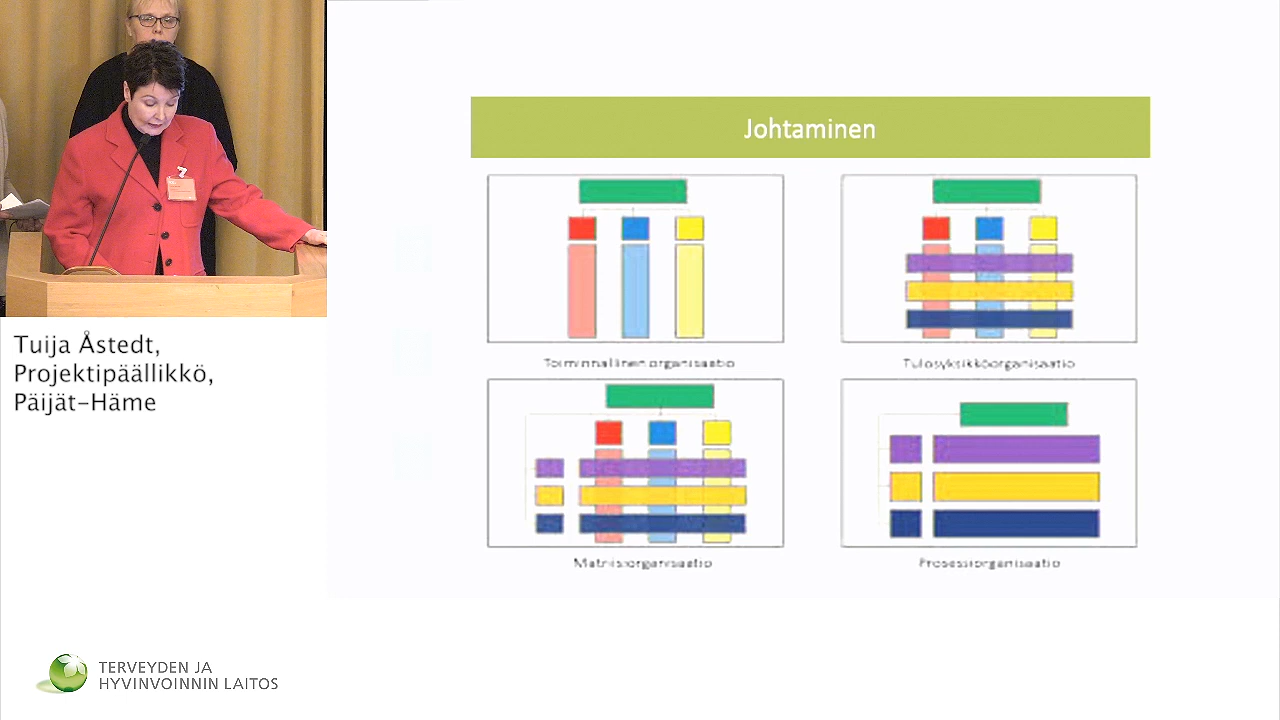 Johtaminen
Toiminnallinen organisaatio
Tulosyksikköorganisaatio
Matriisiorganisaatio
Prosessiorganisaatio
Tuija Åstedt,
Projektipäällikkö,
Päijät-Häme
TERVEYDEN JA
HYVINVOINNIN LAITOS